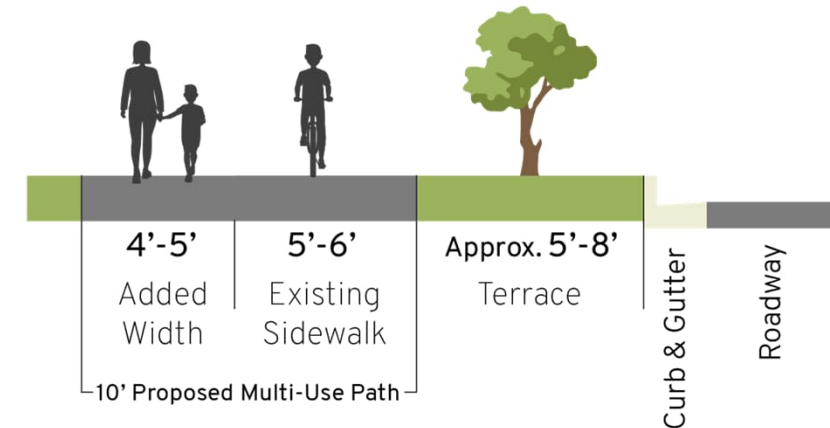 4’-5’
Added
Width
5’-6’
Existing
Sidewalk
Approx. 5’-8’
Terrace
Curb & Gutter
Roadway
10’ Proposed Multi-Use Path